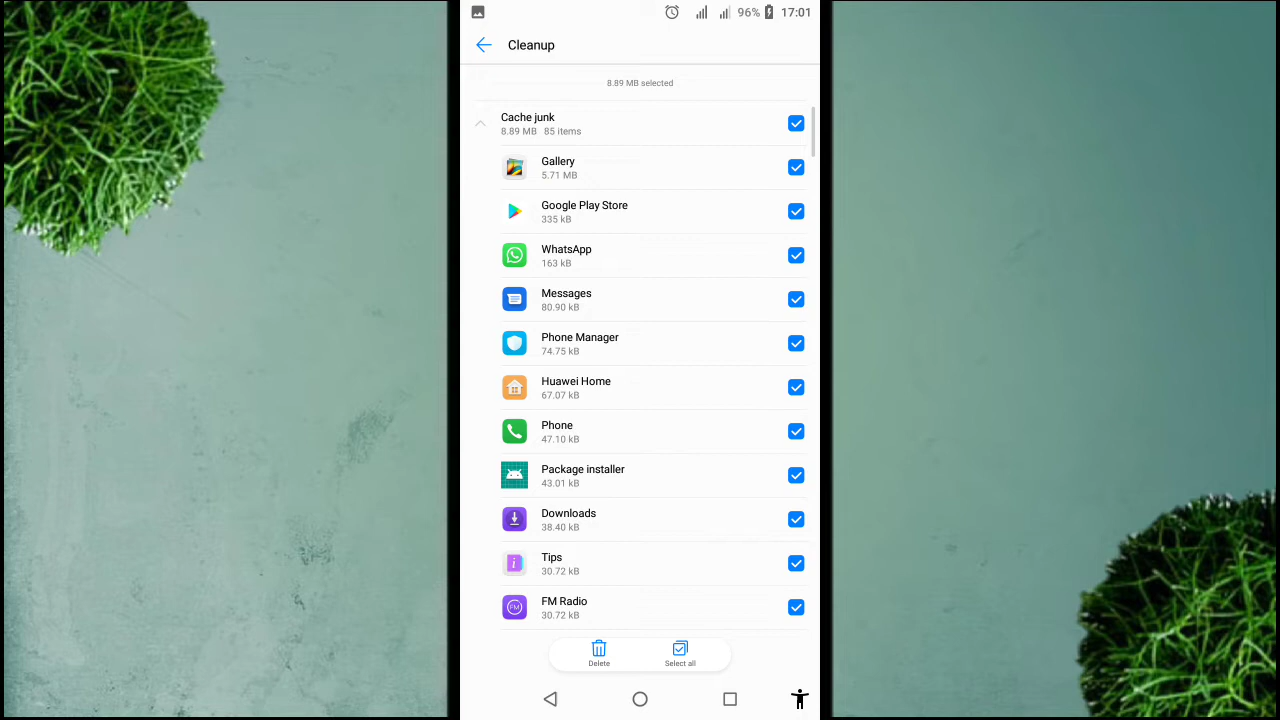 96% 17:01
Cleanup
8.89 MB selected
Cache junk
8.89 MB 85 items
Gallery
5.71 MB
Google Play Store
335 kB
WhatsApp
163 kB
Messages
80.90 kB
Phone Manager
74.75 kB
Huawei Home
67.07 kB
Phone
47.10 kB
Package installer
43.01 kB
Downloads
38.40 kB
Tips
30.72 kB
FM Radio
30.72 kB
Delete Select all